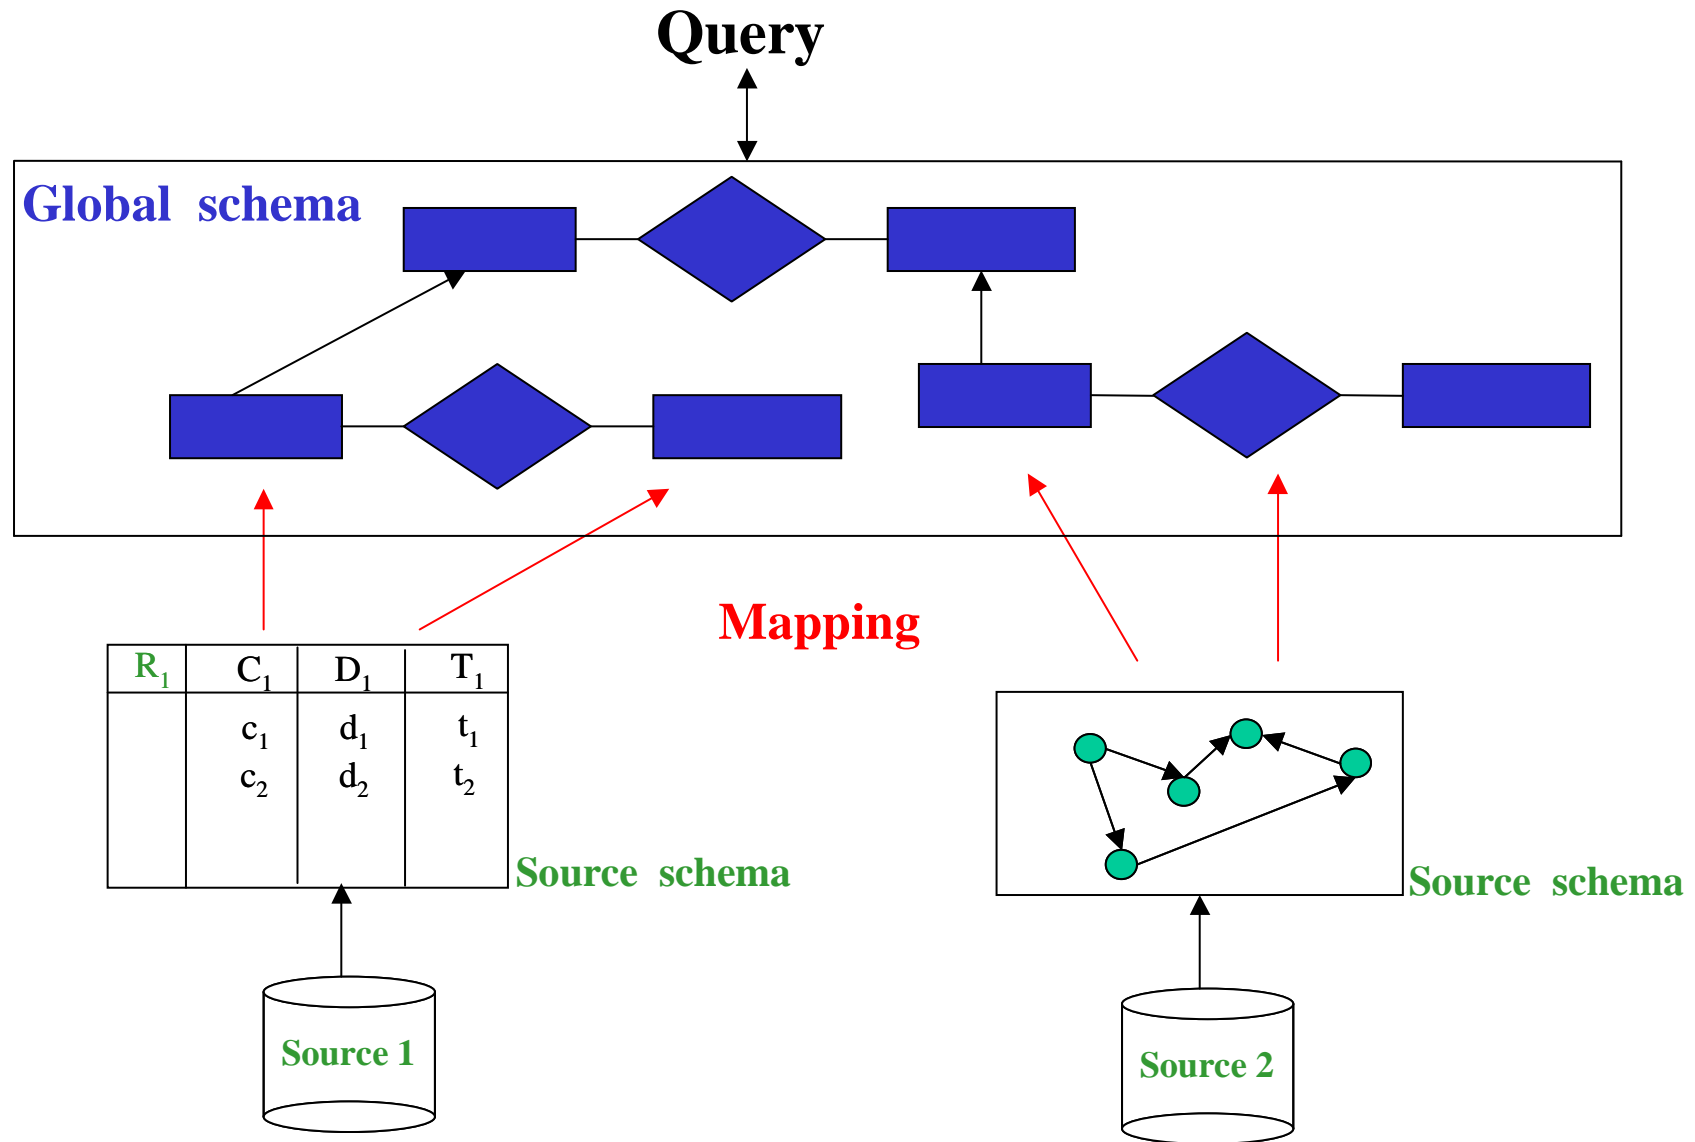 Query
Global schema
Mapping
R1 C1 D1 T1
c1 d1 t1
c2 d2 t2
Source schema
Source schema
Source 1
Source 2